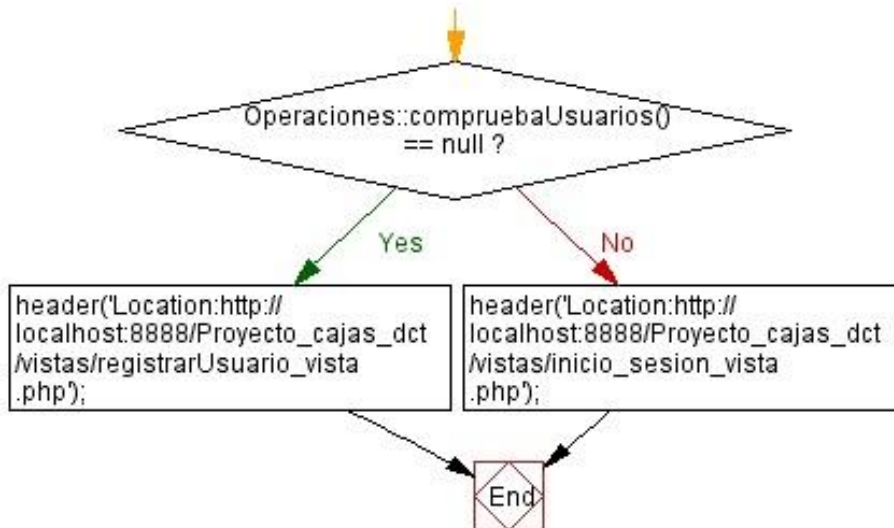 Operaciones::compruebaUsuarios()
== null ?
Yes
No
header('Location:http://
localhost:8888/Proyecto_cajas_dct
/vistas/registrarUsuario_vista
.php');
header('Location:http://
localhost:8888/Proyecto_cajas_dct
/vistas/inicio_sesion_vista
.php');
End